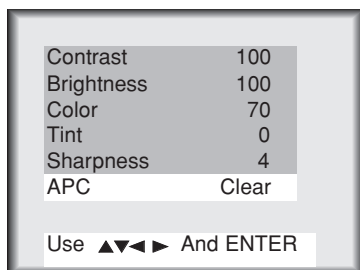 Contrast 100
Brightness 100
Color 70
Tint 0
Sharpness 4
APC Clear
Use ▲▼◄ ► And ENTER